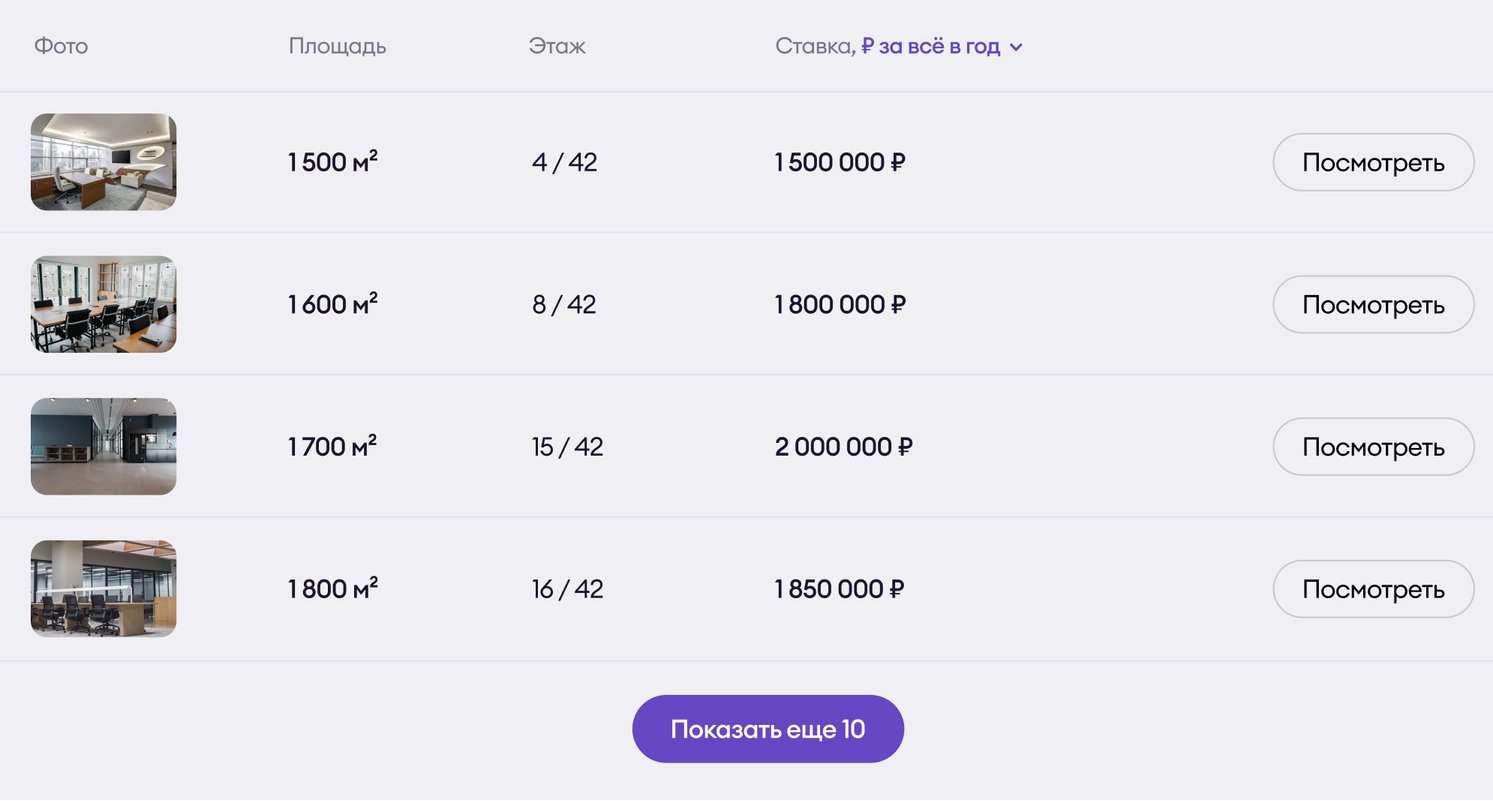 Фото Площадь Этаж Ставка, ₽ за всё в год
1 500 м² 4 / 42 1 500 000 ₽ Посмотреть
1 600 м² 8 / 42 1 800 000 ₽ Посмотреть
1 700 м² 15 / 42 2 000 000 ₽ Посмотреть
1 800 м² 16 / 42 1 850 000 ₽ Посмотреть
Показать еще 10